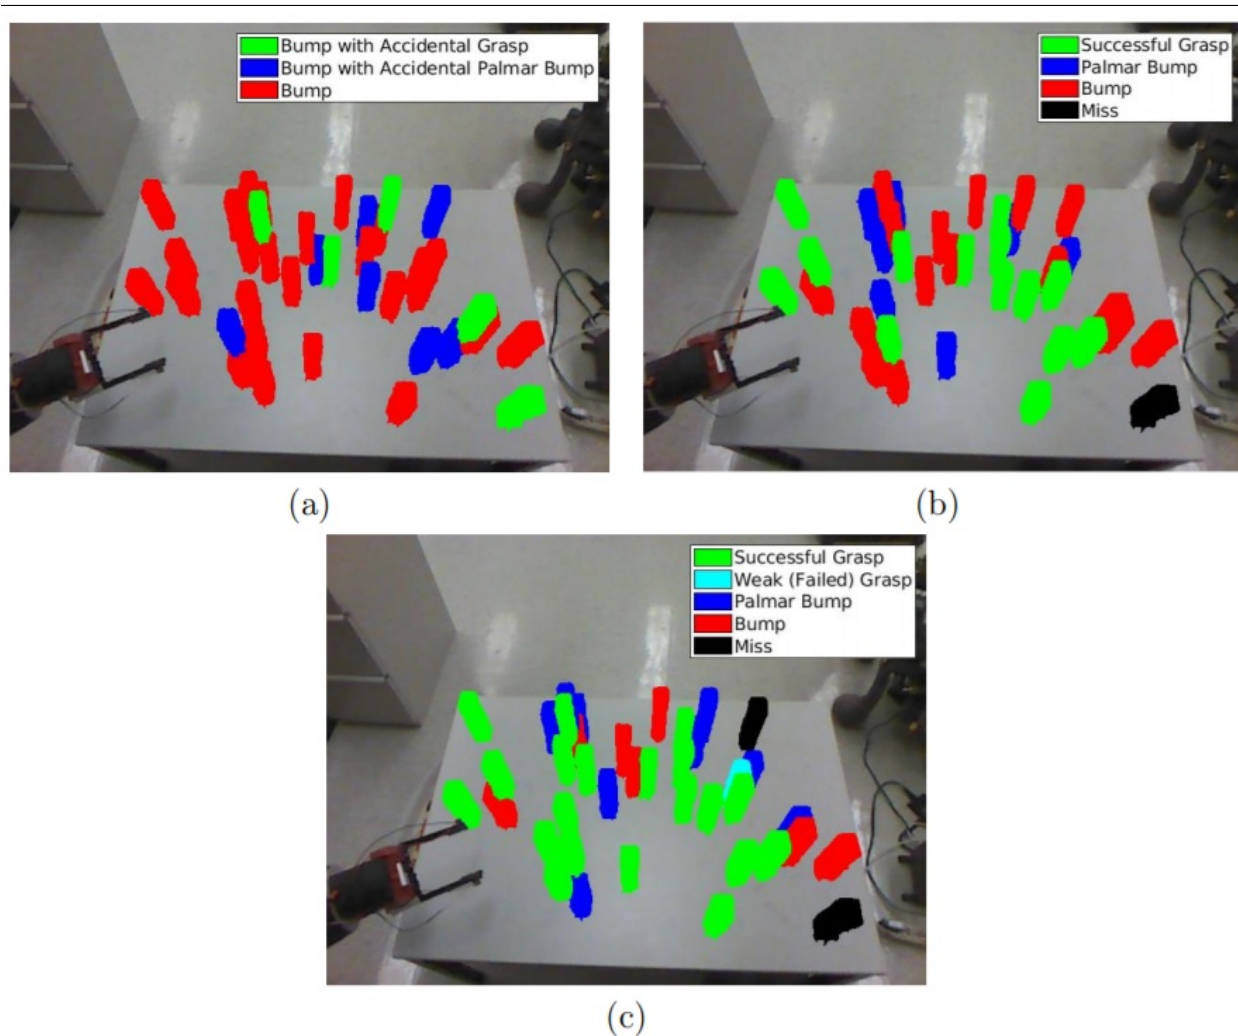 Bump with Accidental Grasp
Bump with Accidental Palmar Bump
Bump
(a)
Successful Grasp
Palmar Bump
Bump
Miss
(b)
Successful Grasp
Weak (Failed) Grasp
Palmar Bump
Bump
Miss
(c)